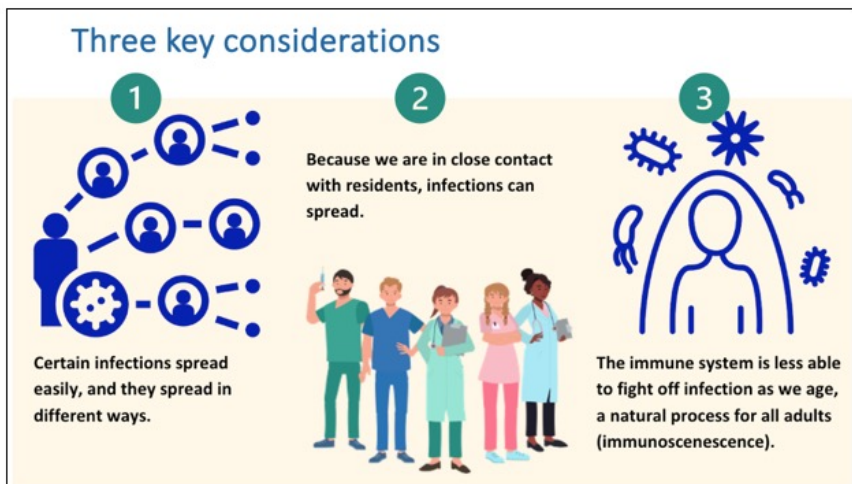 Three key considerations
1
Certain infections spread
easily, and they spread in
different ways.
2
Because we are in close contact
with residents, infections can
spread.
3
The immune system is less able
to fight off infection as we age,
a natural process for all adults
(immunoscenescence).